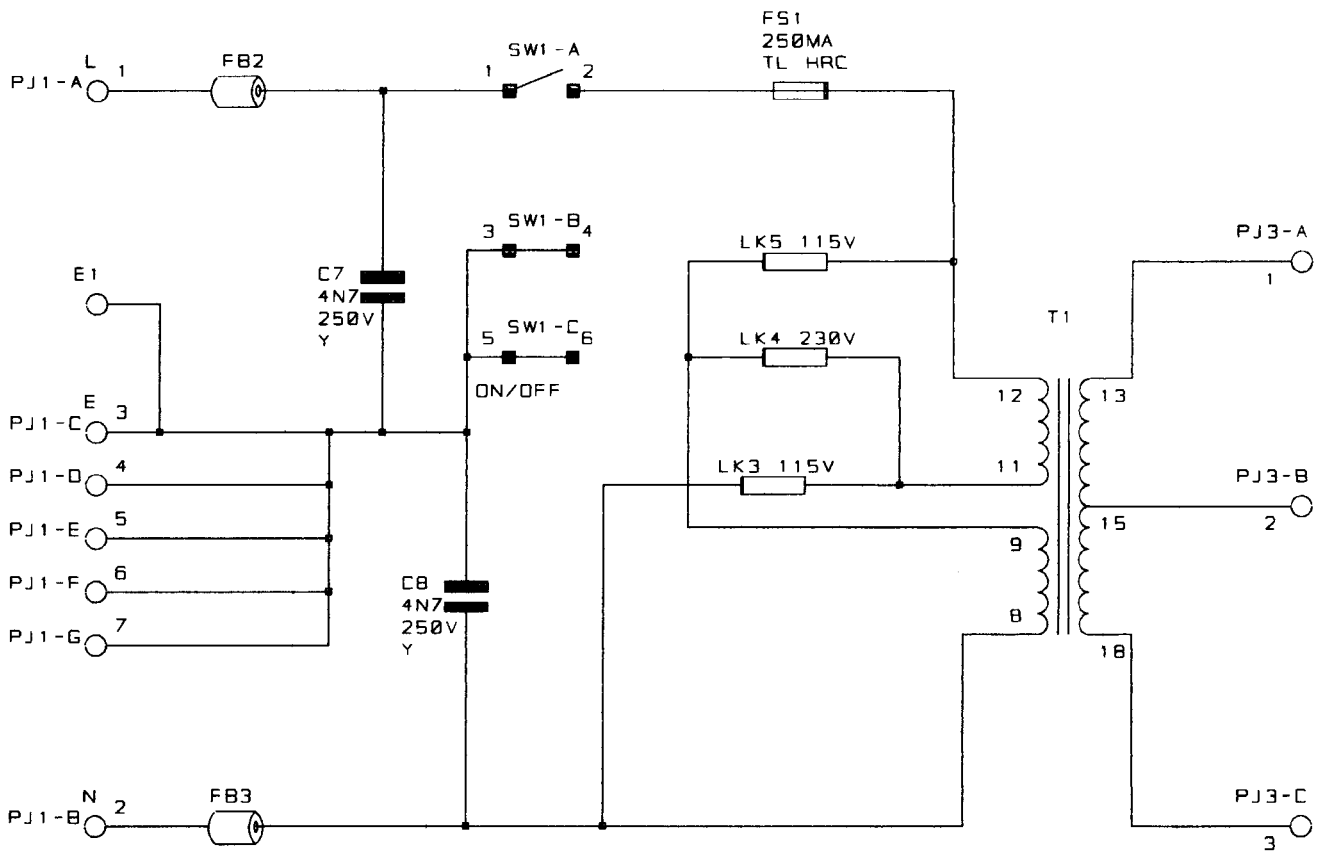 FS1
250MA
TL HRC
L
PJ1-A 1
FB2
SW1-A
1 2
SW1-B
3 4
LK5 115V
PJ3-A
1
E1
C7
4N7
250V
Y
SW1-C
5 6
ON/OFF
LK4 230V
T1
12 13
E
PJ1-C 3
PJ1-D 4
LK3 115V
11
PJ3-B
2
15
PJ1-E 5
9
PJ1-F 6
C8
4N7
250V
Y
8
PJ1-G 7
18
N
PJ1-B 2
FB3
PJ3-C
3